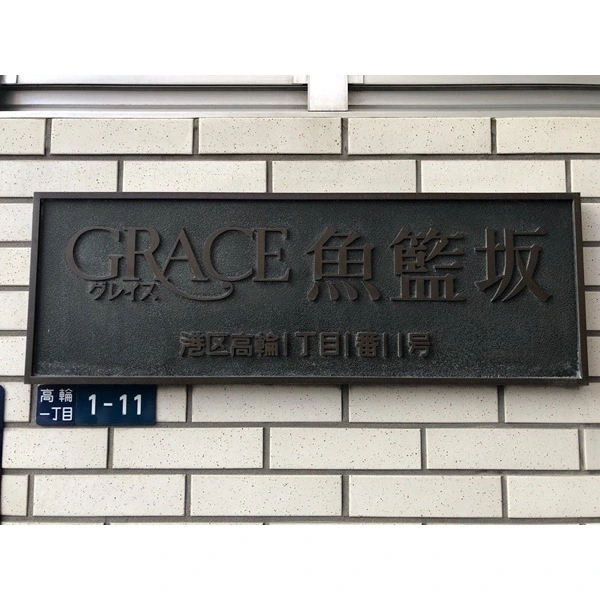 GRACE 魚籃坂
グレイス
港区高輪1丁目1番11号
高輪
一丁目
1-11